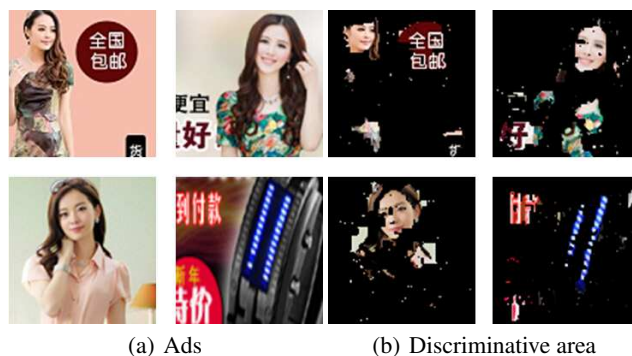 全国
包邮
货
便宜
好
全国
包邮
好
到付款
新年
特价
(a) Ads
(b) Discriminative area